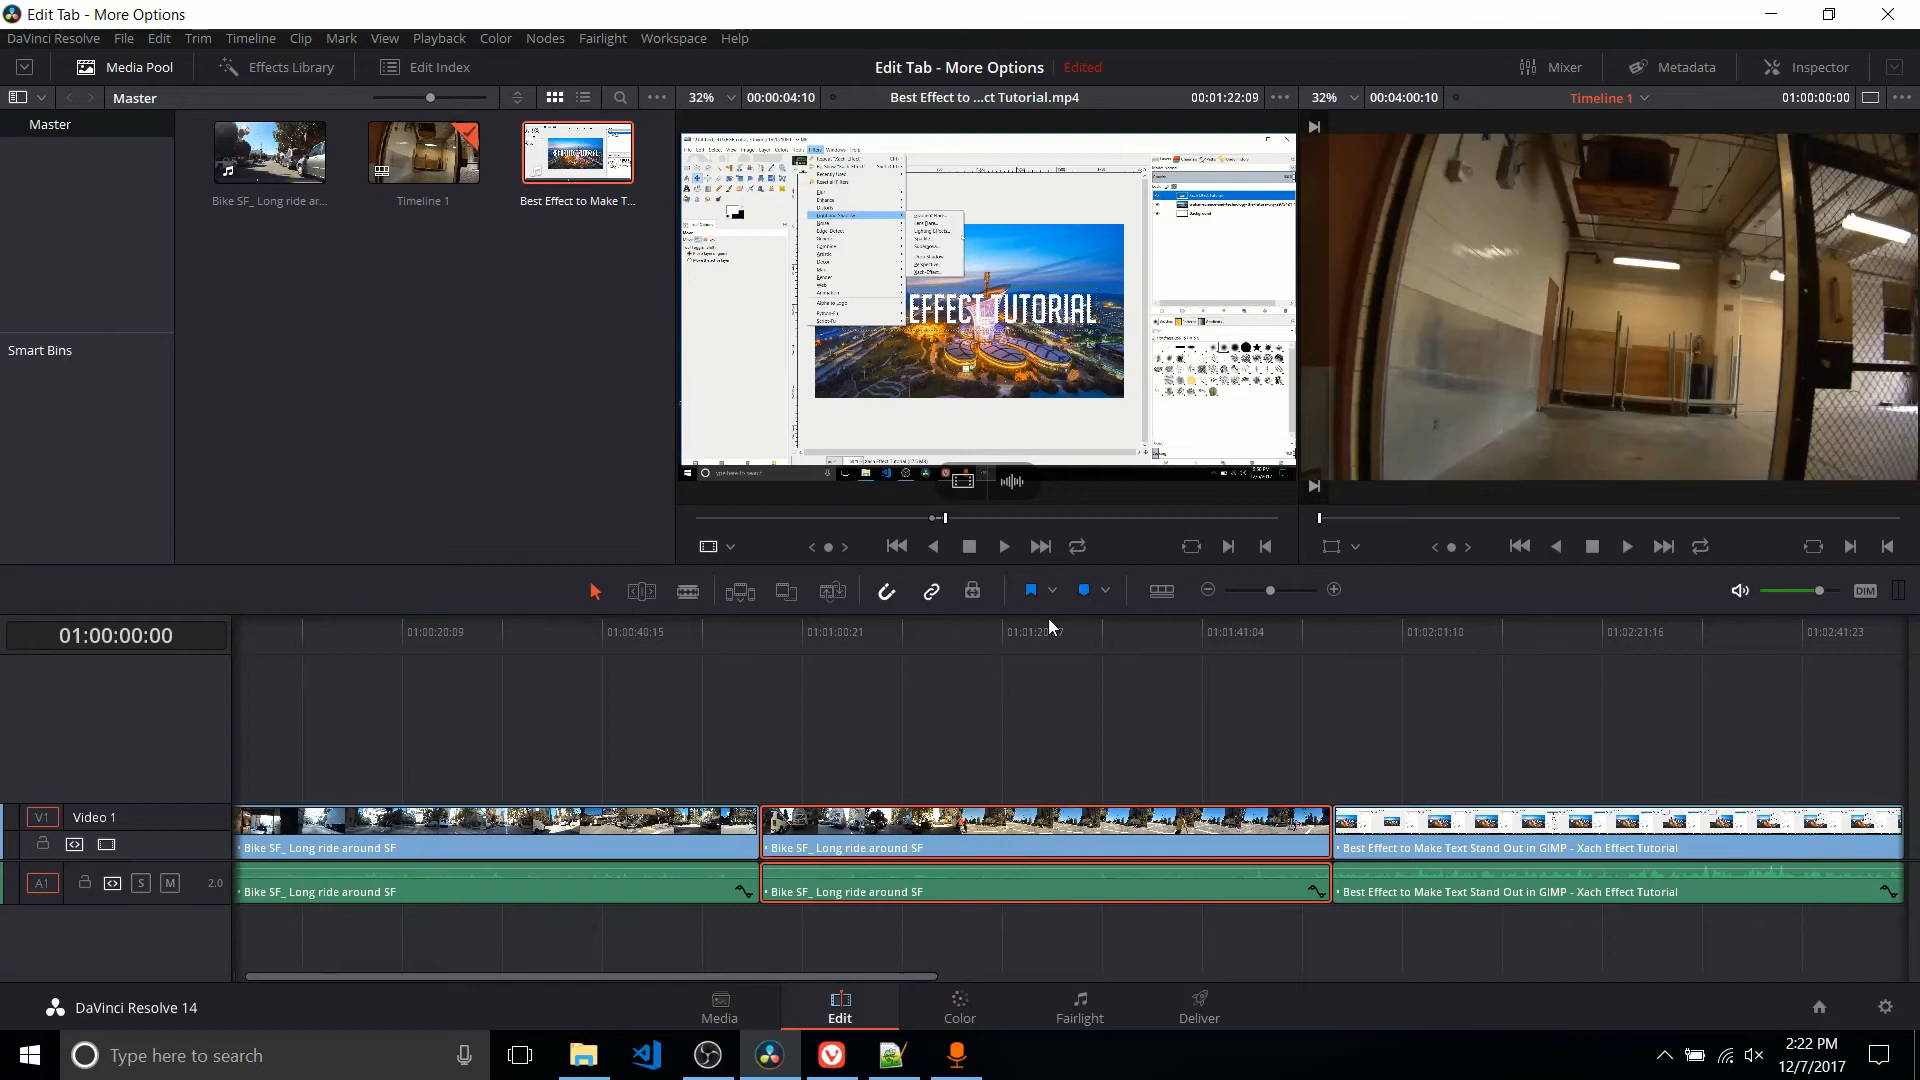 Edit Tab - More Options
DaVinci Resolve File Edit Trim Timeline Clip Mark View Playback Color Nodes Fairlight Workspace Help
Media Pool Effects Library Edit Index Edit Tab - More Options Edited Mixer Metadata Inspector
Master 32% 00:00:04:10 Best Effect to ...ct Tutorial.mp4 00:01:22:09 32% 00:04:00:10 Timeline 1 01:00:00:00
Master
Bike SF_ Long ride ar... Timeline 1 Best Effect to Make T...
Smart Bins
EFFECT TUTORIAL
DIM
01:00:00:00 01:00:20:09 01:00:40:15 01:01:00:21 01:01:41:04 01:02:01:10 01:02:21:16 01:02:41:23
V1 Video 1
Bike SF_ Long ride around SF Bike SF_ Long ride around SF Best Effect to Make Text Stand Out in GIMP - Xach Effect Tutorial
A1 S M 2.0
Bike SF_ Long ride around SF Bike SF_ Long ride around SF Best Effect to Make Text Stand Out in GIMP - Xach Effect Tutorial
DaVinci Resolve 14 Media Edit Color Fairlight Deliver
Type here to search 2:22 PM
12/7/2017